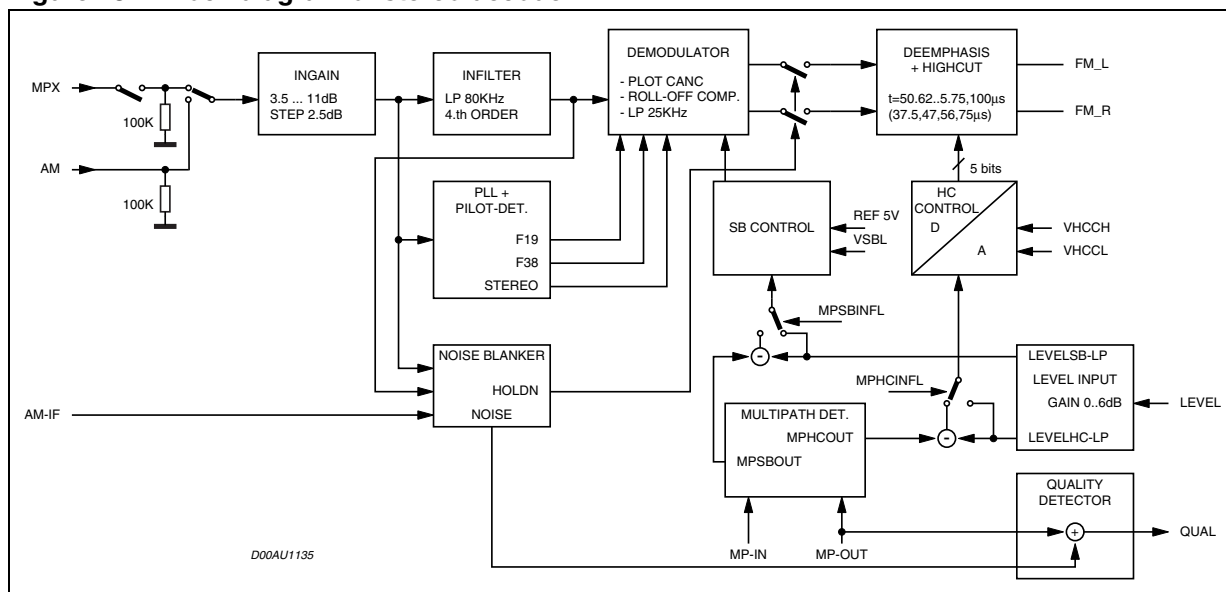 MPX
100K
AM
100K
INGAIN
3.5 ... 11dB
STEP 2.5dB
INFILTER
LP 80KHz
4.th ORDER
DEMODULATOR
- PLOT CANC
- ROLL-OFF COMP.
- LP 25KHz
DEEMPHASIS
+ HIGHCUT
t=50.62..5.75,100µs
(37.5,47,56,75µs)
FM_L
FM_R
5 bits
PLL +
PILOT-DET.
F19
F38
STEREO
SB CONTROL
REF 5V
VSBL
HC
CONTROL
D
A
VHCCH
VHCCL
MPSBINFL
NOISE BLANKER
HOLDN
NOISE
AM-IF
-
MPHCINFL
-
LEVELSB-LP
LEVEL INPUT
GAIN 0..6dB
LEVELHC-LP
LEVEL
MULTIPATH DET.
MPHCOUT
MPSBOUT
MP-IN
MP-OUT
QUALITY
DETECTOR
+
QUAL
D00AU1135